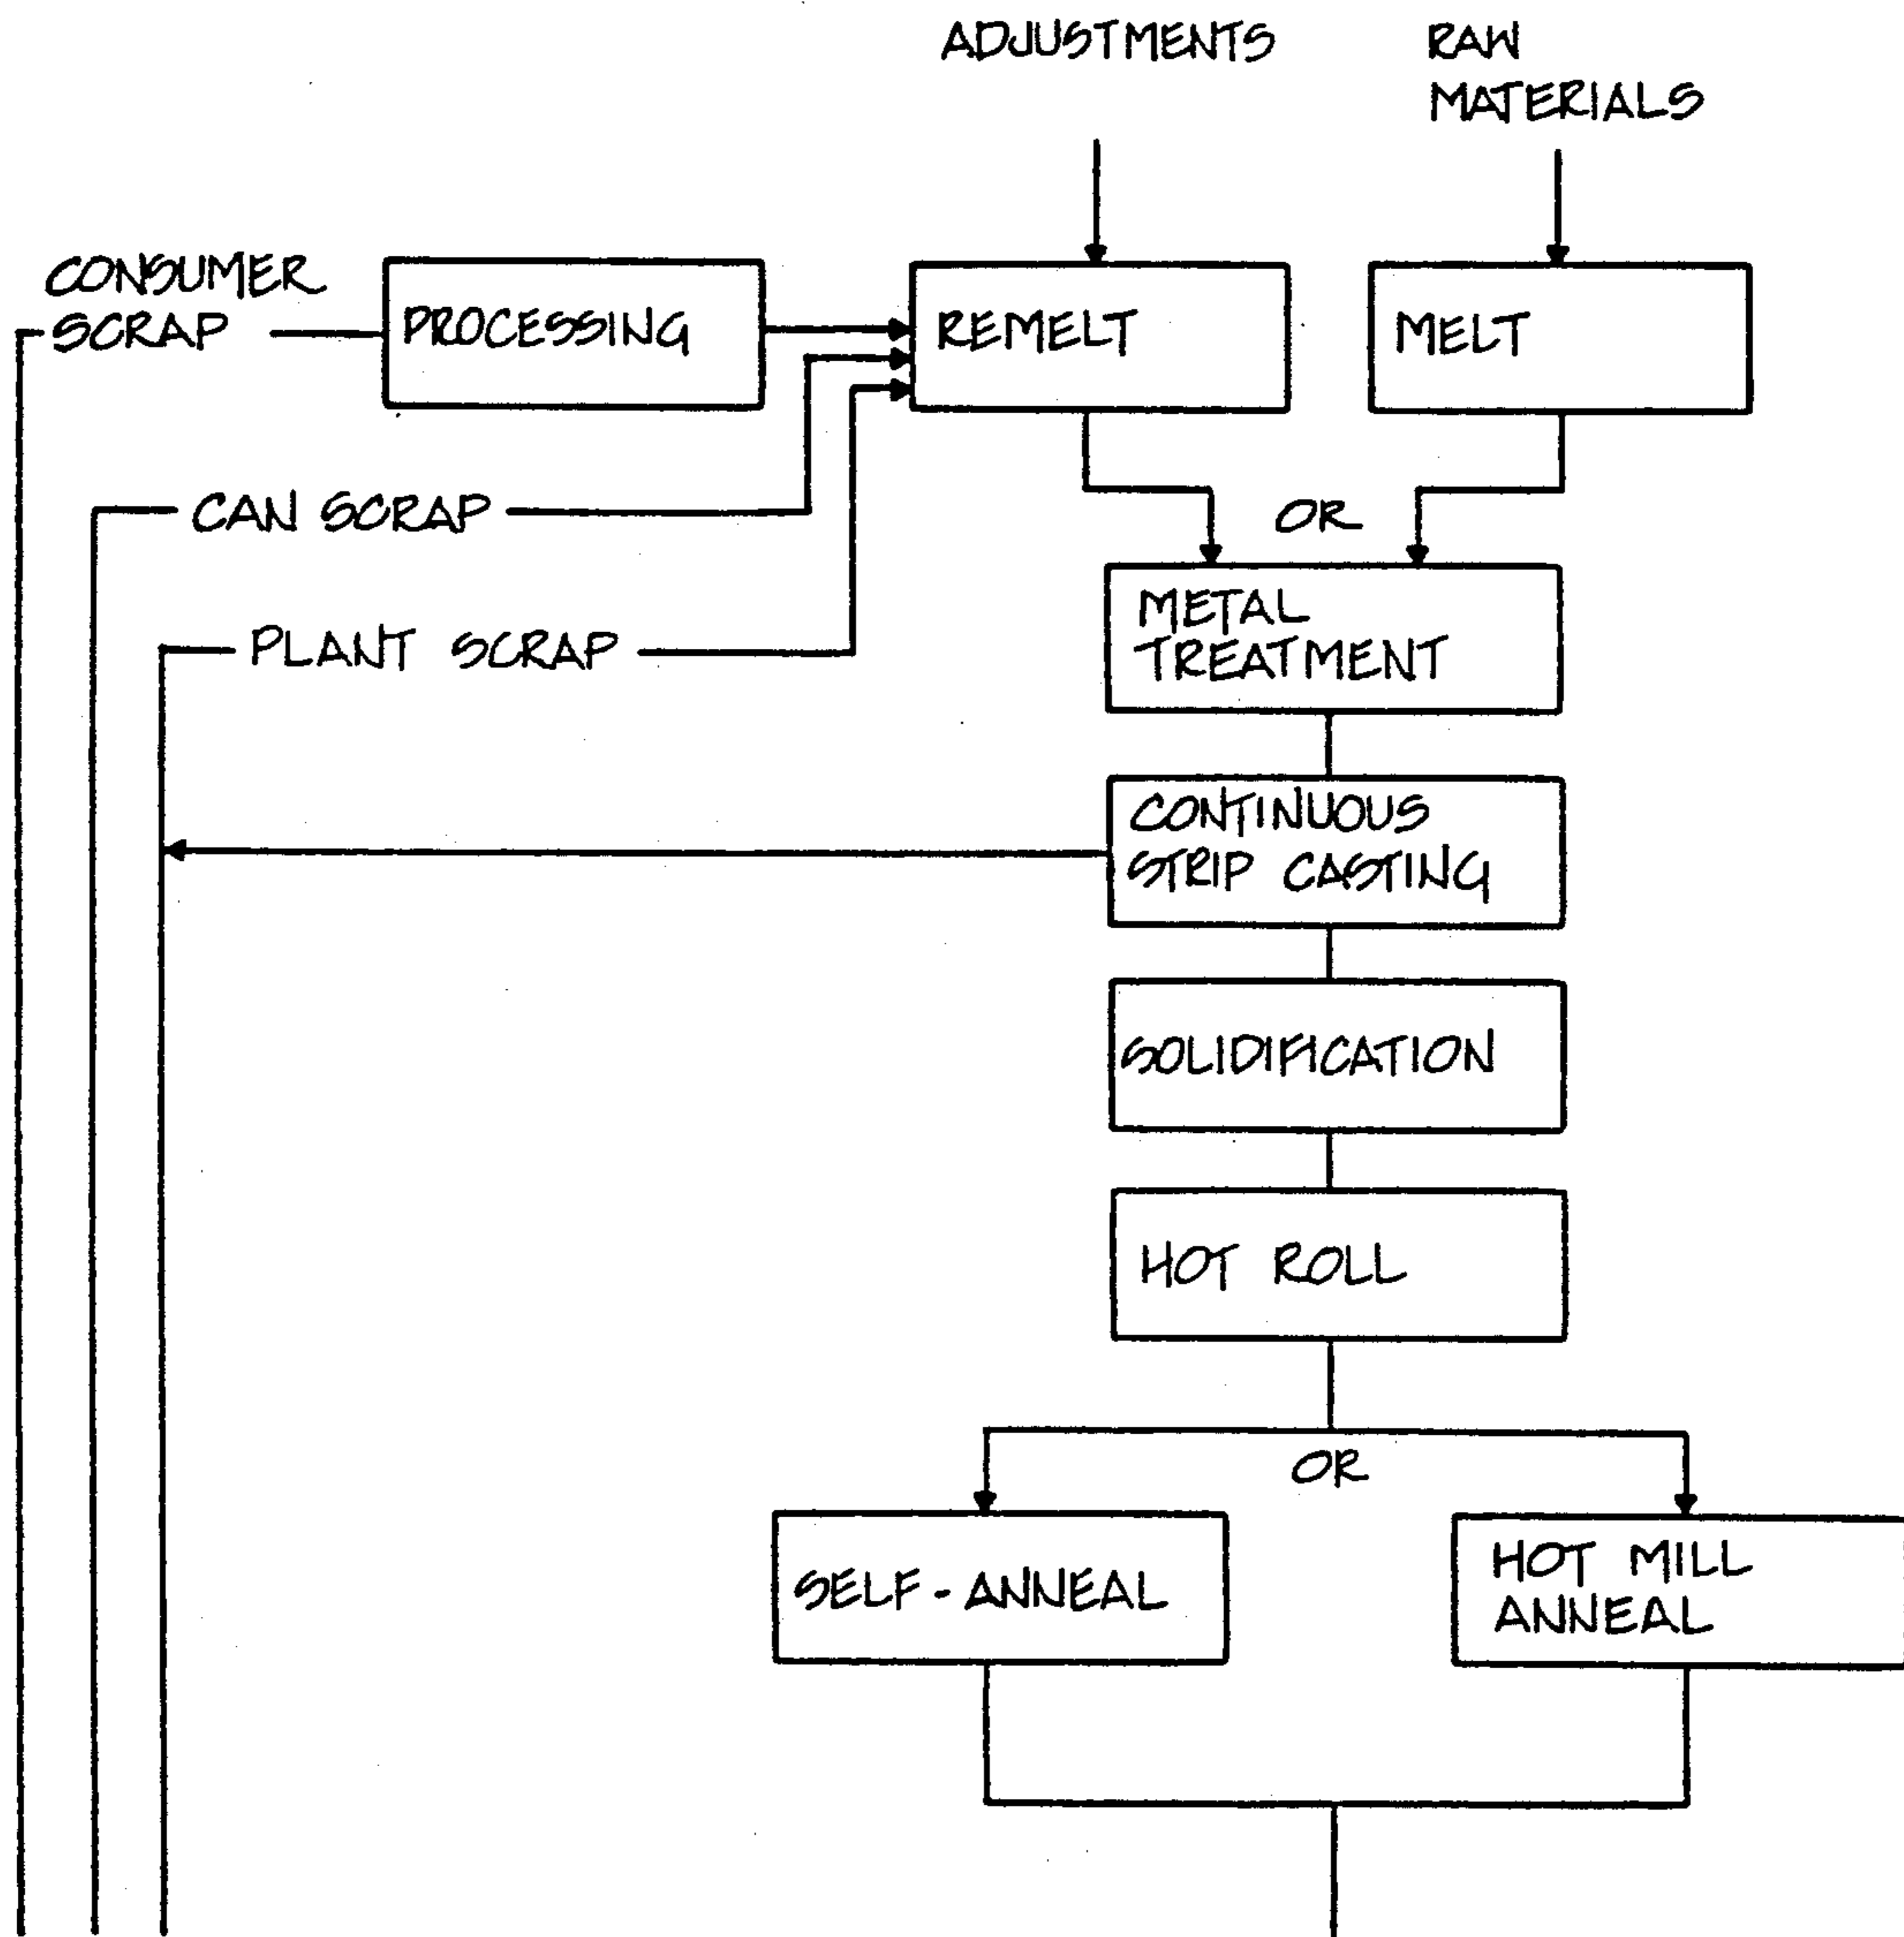 ADJUSTMENTS
RAW
MATERIALS
CONSUMER
SCRAP
PROCESSING
REMELT
MELT
CAN SCRAP
OR
METAL
TREATMENT
PLANT SCRAP
CONTINUOUS
STRIP CASTING
SOLIDIFICATION
HOT ROLL
OR
SELF-ANNEAL
HOT MILL
ANNEAL